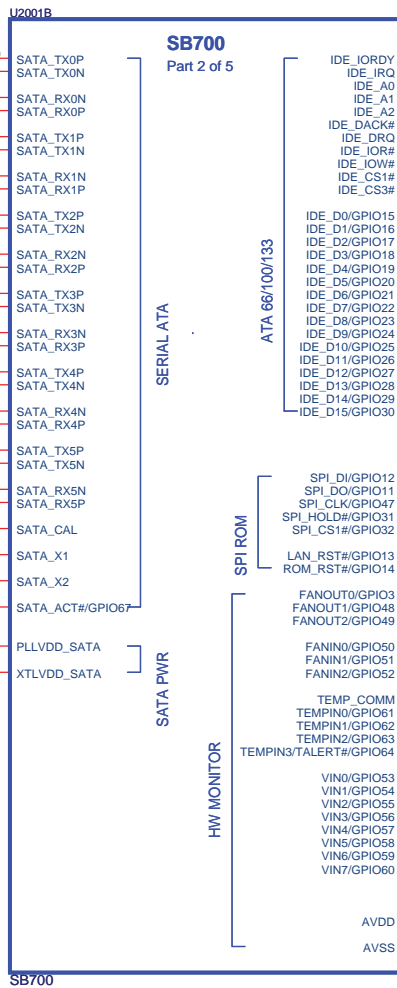 U2001B
SB700
Part 2 of 5
SATA_TX0P
SATA_TX0N
SATA_RX0N
SATA_RX0P
SATA_TX1P
SATA_TX1N
SATA_RX1N
SATA_RX1P
SATA_TX2P
SATA_TX2N
SATA_RX2N
SATA_RX2P
SATA_TX3P
SATA_TX3N
SATA_RX3N
SATA_RX3P
SATA_TX4P
SATA_TX4N
SATA_RX4N
SATA_RX4P
SATA_TX5P
SATA_TX5N
SATA_RX5N
SATA_RX5P
SATA_CAL
SATA_X1
SATA_X2
SATA_ACT#/GPIO67
SERIAL ATA
PLLVDD_SATA
XTLVDD_SATA
SATA PWR
ATA 66/100/133
IDE_IORDY
IDE_IRQ
IDE_A0
IDE_A1
IDE_A2
IDE_DACK#
IDE_DRQ
IDE_IOR#
IDE_IOW#
IDE_CS1#
IDE_CS3#
IDE_D0/GPIO15
IDE_D1/GPIO16
IDE_D2/GPIO17
IDE_D3/GPIO18
IDE_D4/GPIO19
IDE_D5/GPIO20
IDE_D6/GPIO21
IDE_D7/GPIO22
IDE_D8/GPIO23
IDE_D9/GPIO24
IDE_D10/GPIO25
IDE_D11/GPIO26
IDE_D12/GPIO27
IDE_D13/GPIO28
IDE_D14/GPIO29
IDE_D15/GPIO30
SPI ROM
SPI_DI/GPIO12
SPI_DO/GPIO11
SPI_CLK/GPIO47
SPI_HOLD#/GPIO31
SPI_CS1#/GPIO32
LAN_RST#/GPIO13
ROM_RST#/GPIO14
HW MONITOR
FANOUT0/GPIO3
FANOUT1/GPIO48
FANOUT2/GPIO49
FANIN0/GPIO50
FANIN1/GPIO51
FANIN2/GPIO52
TEMP_COMM
TEMPIN0/GPIO61
TEMPIN1/GPIO62
TEMPIN2/GPIO63
TEMPIN3/TALERT#/GPIO64
VIN0/GPIO53
VIN1/GPIO54
VIN2/GPIO55
VIN3/GPIO56
VIN4/GPIO57
VIN5/GPIO58
VIN6/GPIO59
VIN7/GPIO60
AVDD
AVSS
SB700